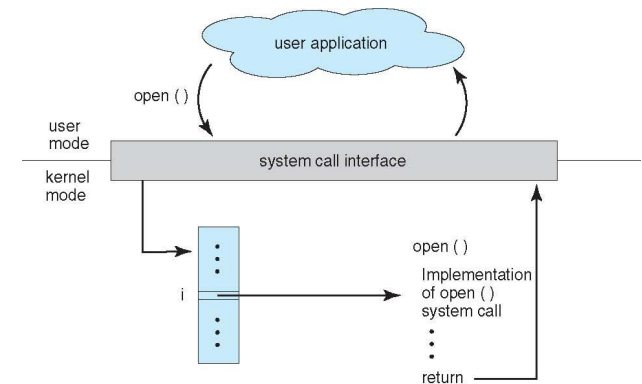 user application
open ( )
user
mode
system call interface
kernel
mode
i
open ( )
Implementation
of open ( )
system call
return